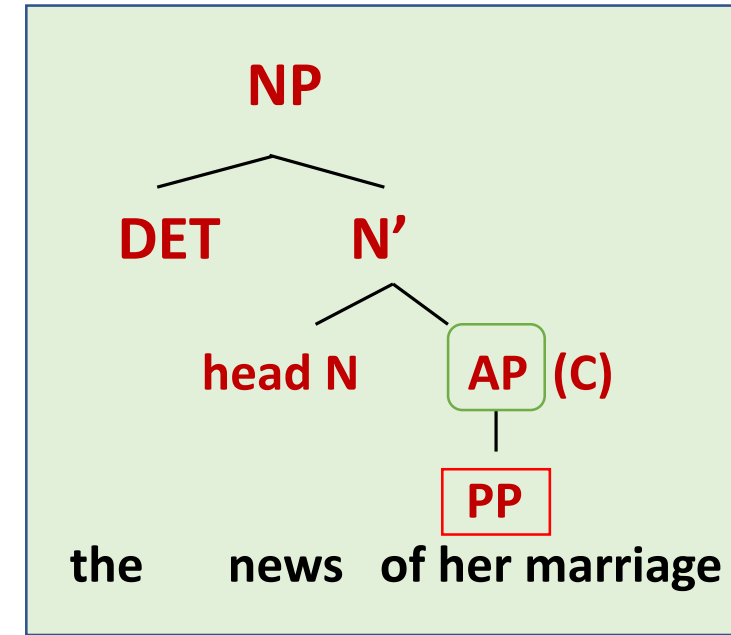 NP
DET N’
head N AP (C)
PP
the news of her marriage